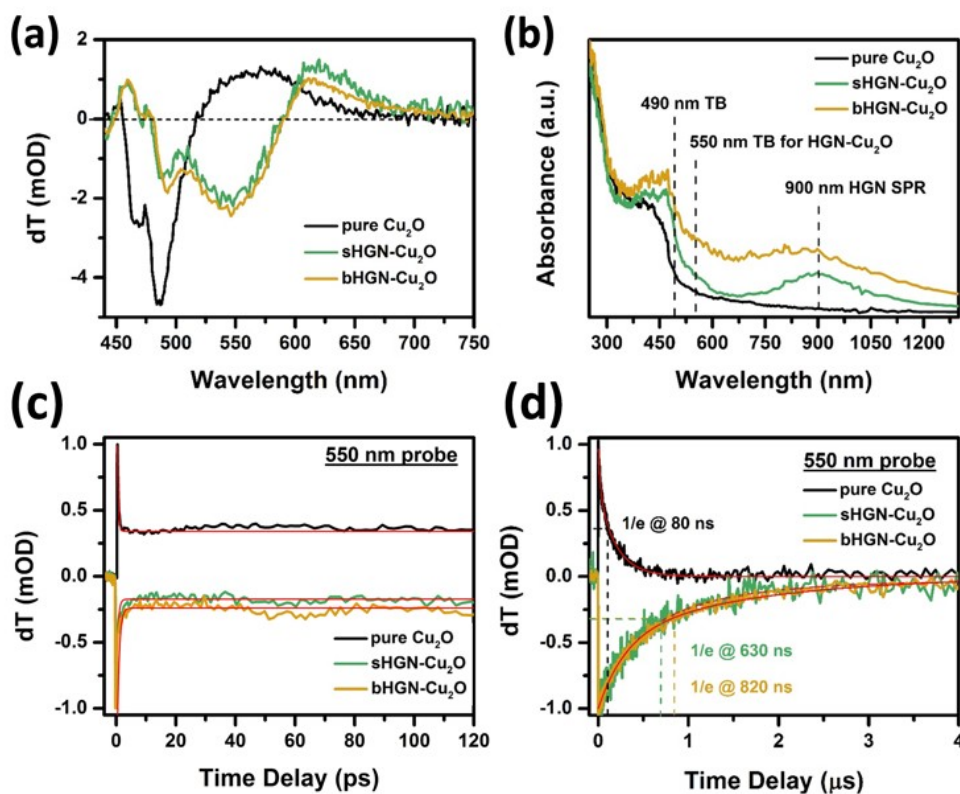 (a)
2
0
-2
-4
dT (mOD)
pure Cu₂O
sHGN-Cu₂O
bHGN-Cu₂O
450 500 550 600 650 700 750
Wavelength (nm)
(b)
Absorbance (a.u.)
pure Cu₂O
sHGN-Cu₂O
bHGN-Cu₂O
490 nm TB
550 nm TB for HGN-Cu₂O
900 nm HGN SPR
300 450 600 750 900 1050 1200
Wavelength (nm)
(c)
1.0
0.5
0.0
-0.5
-1.0
dT (mOD)
550 nm probe
pure Cu₂O
sHGN-Cu₂O
bHGN-Cu₂O
0 20 40 60 80 100 120
Time Delay (ps)
(d)
1.0
0.5
0.0
-0.5
-1.0
dT (mOD)
550 nm probe
pure Cu₂O
sHGN-Cu₂O
bHGN-Cu₂O
1/e @ 80 ns
1/e @ 630 ns
1/e @ 820 ns
0 1 2 3 4
Time Delay (μs)